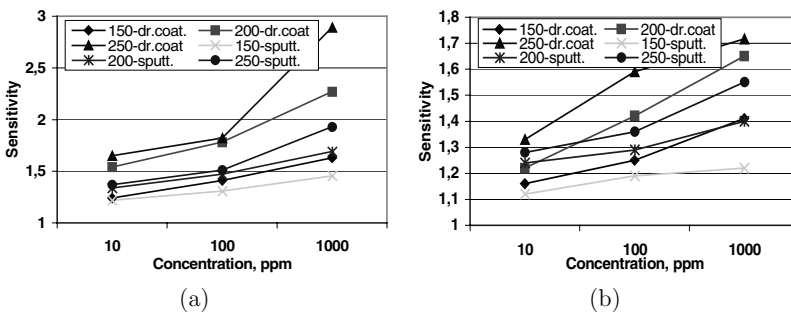 3
2,5
2
1,5
1
Sensitivity
150-dr.coat. 200-dr.coat
250-dr.coat 150-sputt.
200-sputt. 250-sputt.
10 100 1000
Concentration, ppm
(a)
1,8
1,7
1,6
1,5
1,4
1,3
1,2
1,1
1
Sensitivity
150-dr.coat. 200-dr.coat
250-dr.coat 150-sputt.
200-sputt. 250-sputt.
10 100 1000
Concentration, ppm
(b)